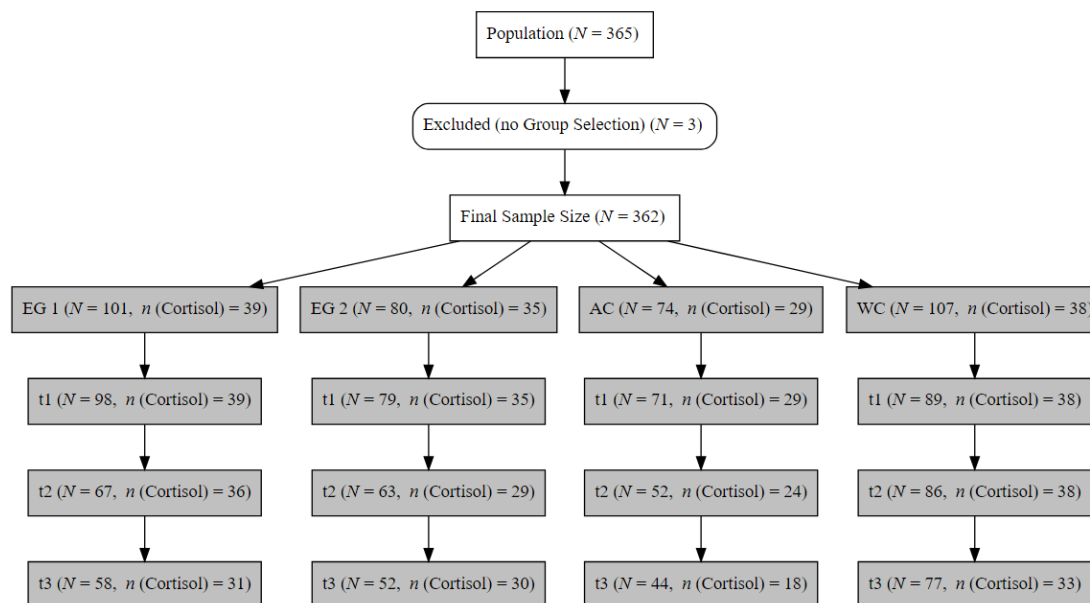 Population (N = 365)
Excluded (no Group Selection) (N = 3)
Final Sample Size (N = 362)
EG 1 (N = 101, n (Cortisol) = 39)
EG 2 (N = 80, n (Cortisol) = 35)
AC (N = 74, n (Cortisol) = 29)
WC (N = 107, n (Cortisol) = 38)
t1 (N = 98, n (Cortisol) = 39)
t1 (N = 79, n (Cortisol) = 35)
t1 (N = 71, n (Cortisol) = 29)
t1 (N = 89, n (Cortisol) = 38)
t2 (N = 67, n (Cortisol) = 36)
t2 (N = 63, n (Cortisol) = 29)
t2 (N = 52, n (Cortisol) = 24)
t2 (N = 86, n (Cortisol) = 38)
t3 (N = 58, n (Cortisol) = 31)
t3 (N = 52, n (Cortisol) = 30)
t3 (N = 44, n (Cortisol) = 18)
t3 (N = 77, n (Cortisol) = 33)